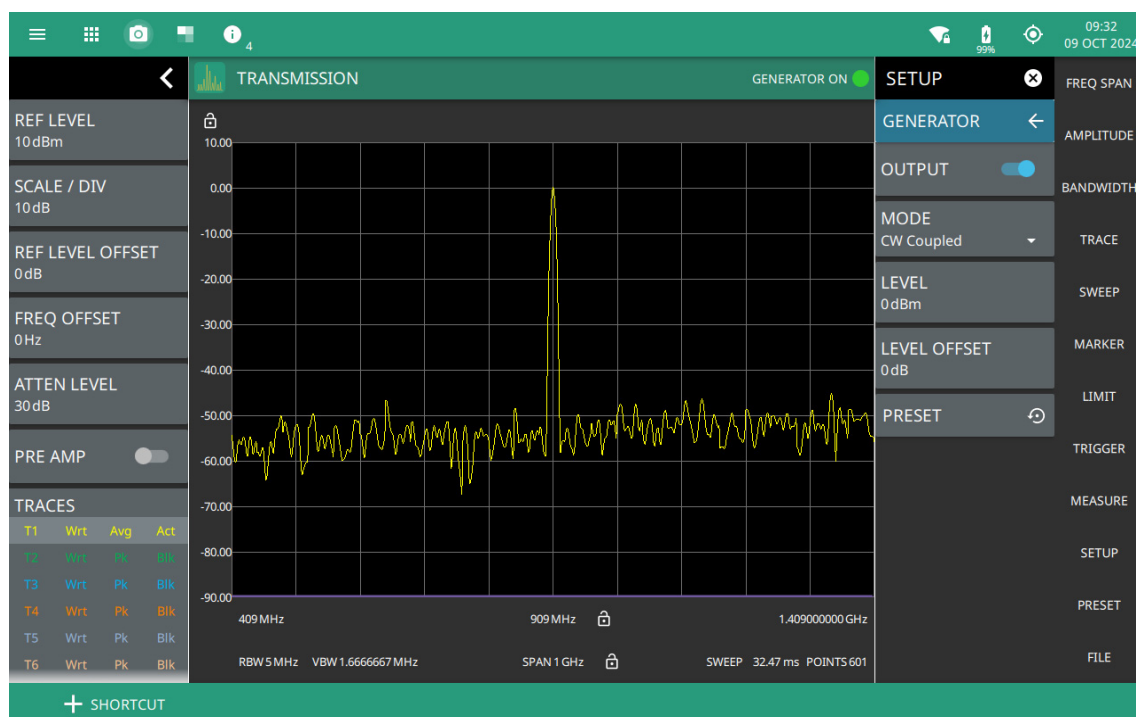 4
99%
09:32
09 OCT 2024
TRANSMISSION
GENERATOR ON
REF LEVEL
10 dBm
SCALE / DIV
10 dB
REF LEVEL OFFSET
0 dB
FREQ OFFSET
0 Hz
ATTEN LEVEL
30 dB
PRE AMP
TRACES
T1 Wrt Avg Act
T2 Wrt Pk Blk
T3 Wrt Pk Blk
T4 Wrt Pk Blk
T5 Wrt Pk Blk
T6 Wrt Pk Blk
10.00
0.00
-10.00
-20.00
-30.00
-40.00
-50.00
-60.00
-70.00
-80.00
-90.00
409 MHz 909 MHz 1.409000000 GHz
RBW 5 MHz VBW 1.6666667 MHz SPAN 1 GHz SWEEP 32.47 ms POINTS 601
SETUP
GENERATOR
OUTPUT
MODE
CW Coupled
LEVEL
0 dBm
LEVEL OFFSET
0 dB
PRESET
FREQ SPAN
AMPLITUDE
BANDWIDTH
TRACE
SWEEP
MARKER
LIMIT
TRIGGER
MEASURE
SETUP
PRESET
FILE
SHORTCUT